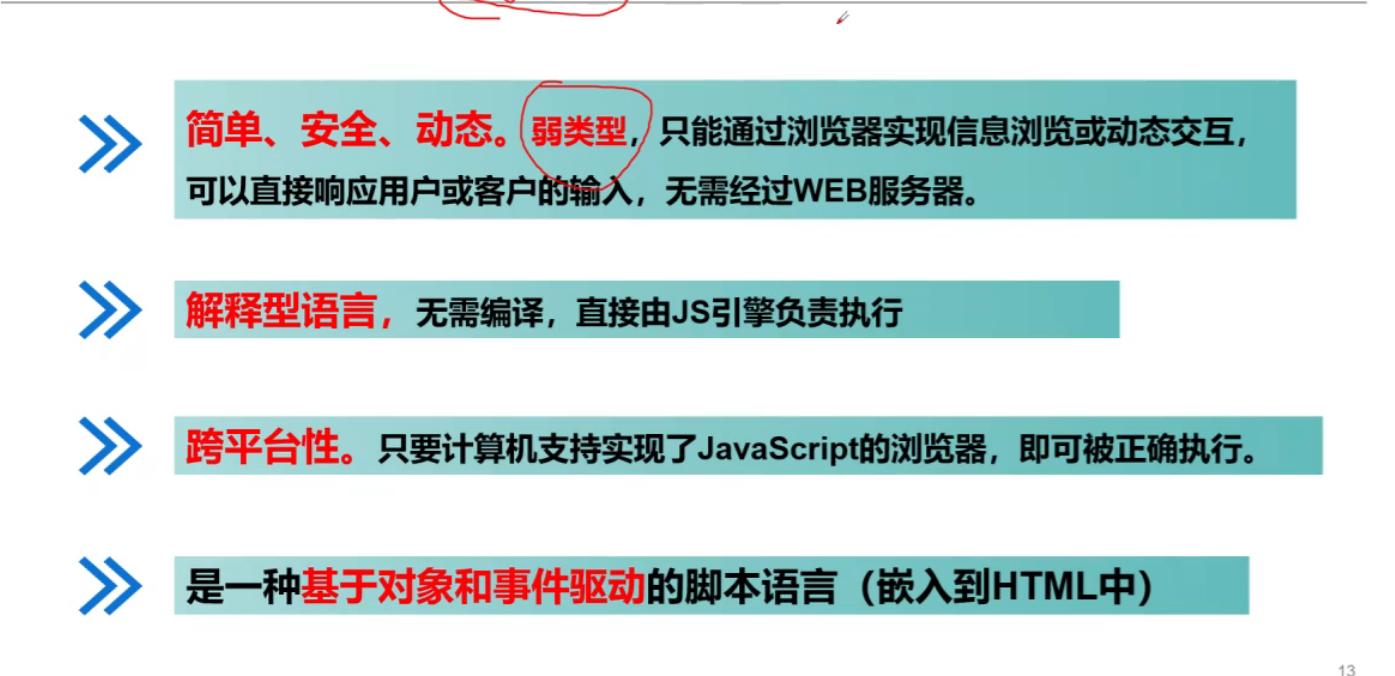 简单、安全、动态。弱类型，只能通过浏览器实现信息浏览或动态交互，
可以直接响应用户或客户的输入，无需经过WEB服务器。
解释型语言，无需编译，直接由JS引擎负责执行
跨平台性。只要计算机支持实现了JavaScript的浏览器，即可被正确执行。
是一种基于对象和事件驱动的脚本语言（嵌入到HTML中）
13